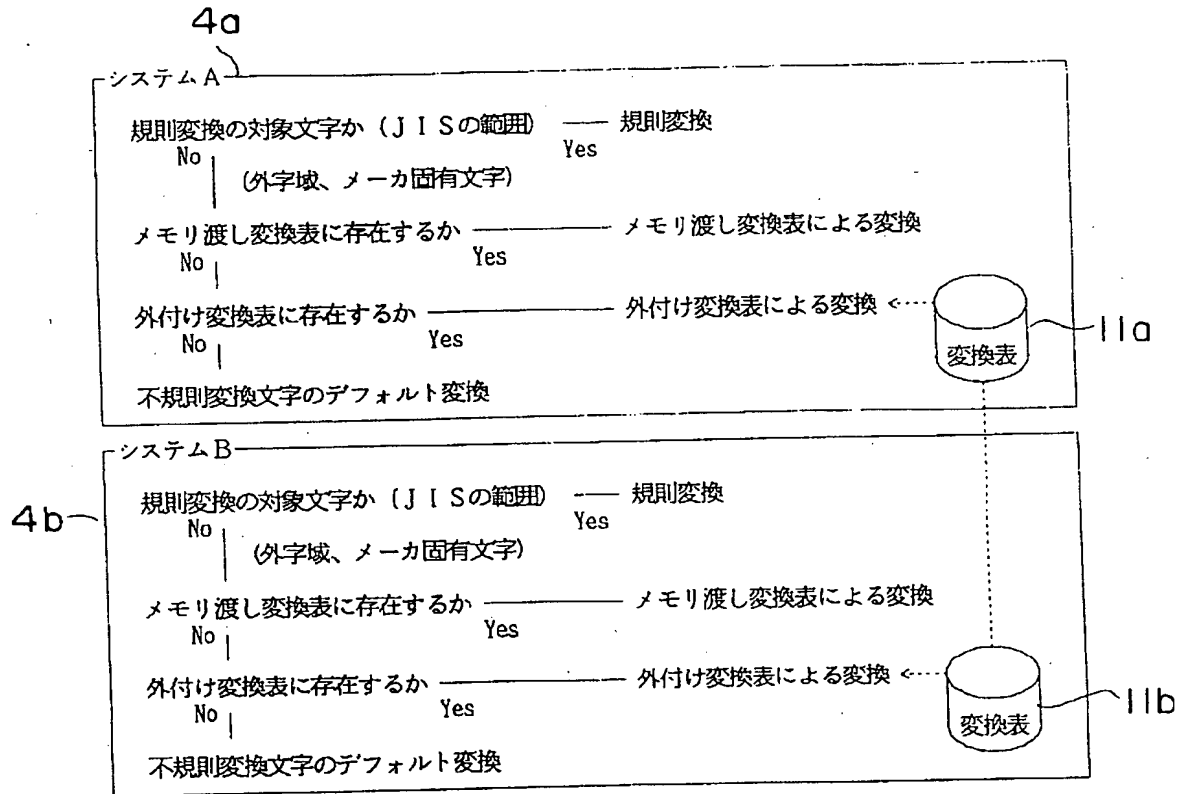 4a
システムA
規則変換の対象文字か (JISの範囲) 規則変換
No Yes
(外字域、メーカ固有文字)
メモリ渡し変換表に存在するか メモリ渡し変換表による変換
No Yes
外付け変換表に存在するか 外付け変換表による変換
No Yes
変換表
11a
不規則変換文字のデフォルト変換
システムB
規則変換の対象文字か (JISの範囲) 規則変換
4b
No Yes
(外字域、メーカ固有文字)
メモリ渡し変換表に存在するか メモリ渡し変換表による変換
No Yes
外付け変換表に存在するか 外付け変換表による変換
No Yes
変換表
11b
不規則変換文字のデフォルト変換